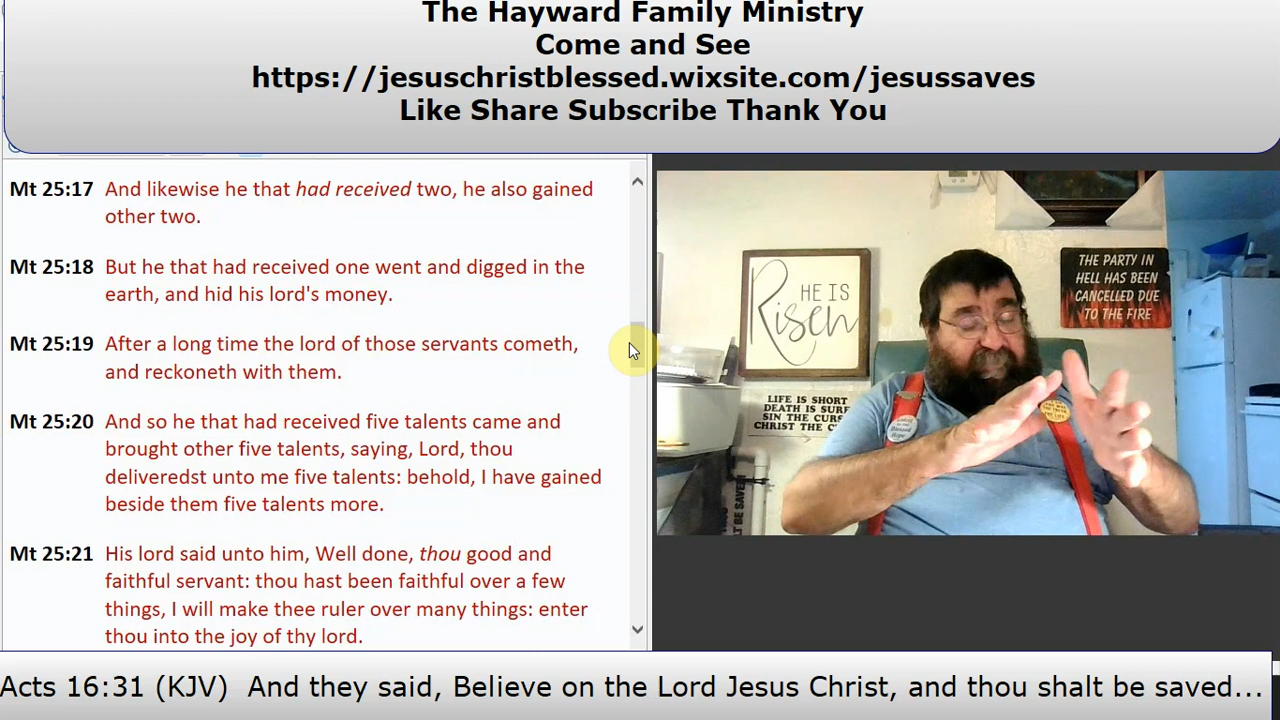 The Hayward Family Ministry
Come and See
https://jesuschristblessed.wixsite.com/jesussaves
Like Share Subscribe Thank You
Mt 25:17 And likewise he that had received two, he also gained
other two.
Mt 25:18 But he that had received one went and digged in the
earth, and hid his lord's money.
Mt 25:19 After a long time the lord of those servants cometh,
and reckoneth with them.
Mt 25:20 And so he that had received five talents came and
brought other five talents, saying, Lord, thou
deliveredst unto me five talents: behold, I have gained
beside them five talents more.
Mt 25:21 His lord said unto him, Well done, thou good and
faithful servant: thou hast been faithful over a few
things, I will make thee ruler over many things: enter
thou into the joy of thy lord.
HE IS
Risen
THE PARTY IN
HELL HAS BEEN
CANCELLED DUE
TO THE FIRE
LIFE IS SHORT
DEATH IS SURE
SIN THE CURS
CHRIST THE C
BE SAVED
Blessed
Hope
Acts 16:31 (KJV) And they said, Believe on the Lord Jesus Christ, and thou shalt be saved...